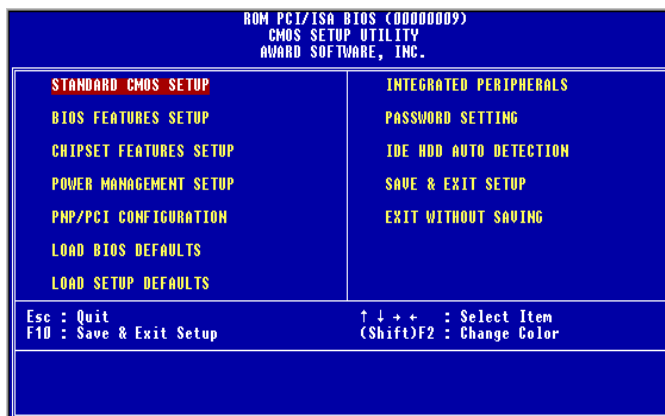 ROM PCI/ISA BIOS (00000009)
CMOS SETUP UTILITY
AWARD SOFTWARE, INC.
STANDARD CMOS SETUP
BIOS FEATURES SETUP
CHIPSET FEATURES SETUP
POWER MANAGEMENT SETUP
PNP/PCI CONFIGURATION
LOAD BIOS DEFAULTS
LOAD SETUP DEFAULTS
INTEGRATED PERIPHERALS
PASSWORD SETTING
IDE HDD AUTO DETECTION
SAVE & EXIT SETUP
EXIT WITHOUT SAVING
Esc : Quit
F10 : Save & Exit Setup
↑ ↓ → ← : Select Item
(Shift)F2 : Change Color